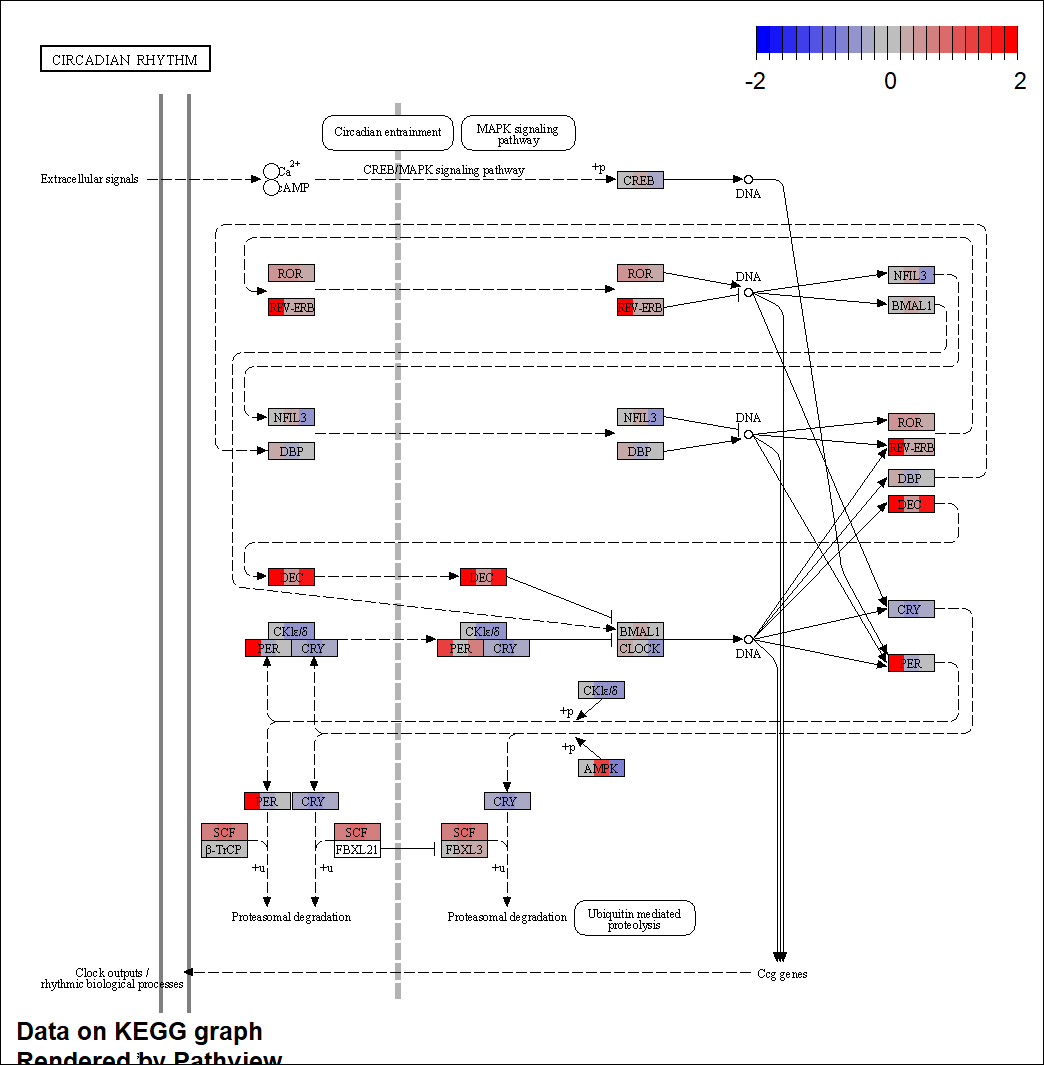 CIRCADIAN RHYTHM
-2 0 2
Circadian entrainment
MAPK signaling
pathway
Extracellular signals
Ca 2+
cAMP
CREB/MAPK signaling pathway
+p
CREB
DNA
ROR
REV-ERB
ROR
REV-ERB
DNA
NFIL3
BMAL1
NFIL3
DBP
NFIL3
DBP
DNA
ROR
REV-ERB
DBP
DEC
DEC
DEC
CKIε/δ
PER
CRY
CKIε/δ
PER
CRY
BMAL1
CLOCK
DNA
CRY
PER
CKIε/δ
+p
+p
AMPK
PER
CRY
CRY
SCF
β-TrCP
SCF
FBXL21
SCF
FBXL3
+u
+u
+u
Proteasomal degradation
Proteasomal degradation
Ubiquitin mediated
proteolysis
Clock outputs /
rhythmic biological processes
Ccg genes
Data on KEGG graph
Rendered by Pathview